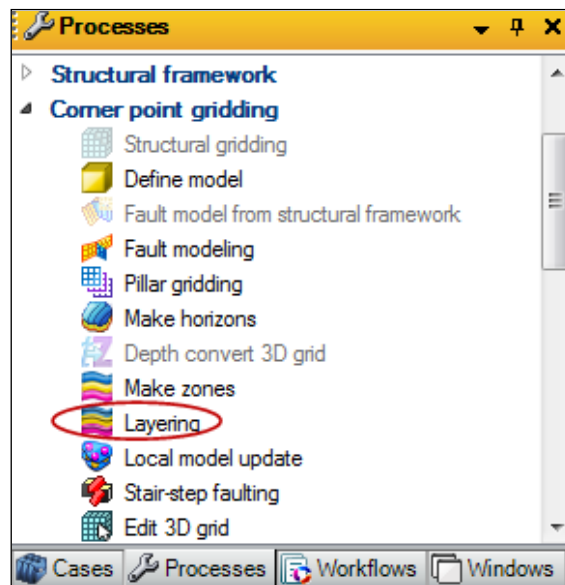 Processes
Structural framework
Corner point gridding
Structural gridding
Define model
Fault model from structural framework
Fault modeling
Pillar gridding
Make horizons
Depth convert 3D grid
Make zones
Layering
Local model update
Stair-step faulting
Edit 3D grid
Cases Processes Workflows Windows